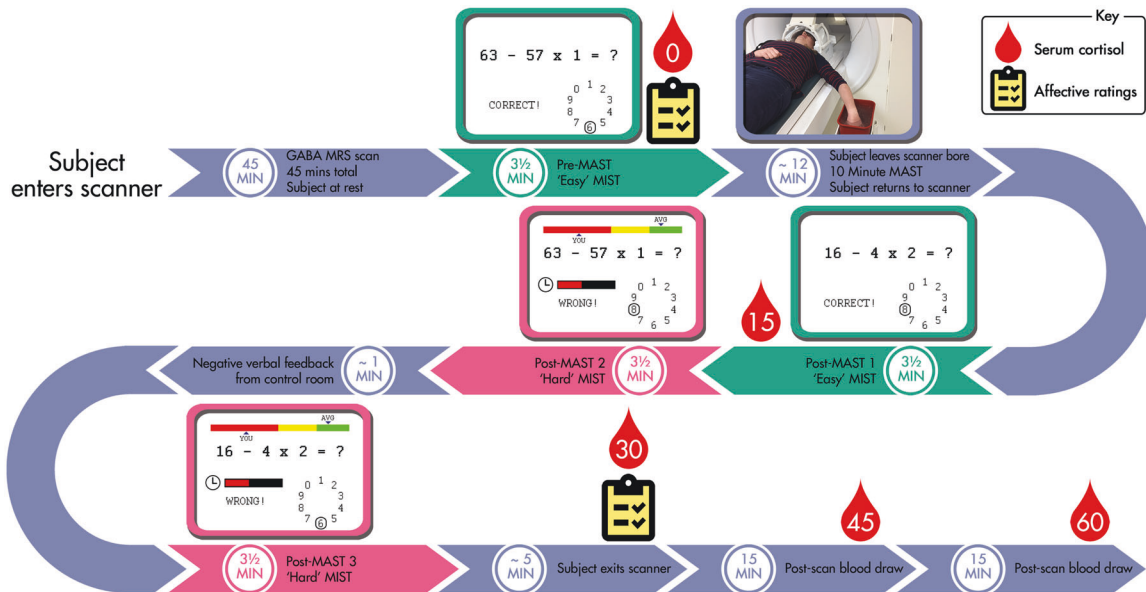 Key
Serum cortisol
Affective ratings
63 - 57 x 1 = ?
CORRECT!
0 1 2 3 4 5 6 7 8 9
0
Subject
enters scanner
45
MIN
GABA MRS scan
45 mins total
Subject at rest
3½
MIN
Pre-MAST
'Easy' MIST
~ 12
MIN
Subject leaves scanner bore
10 Minute MAST
Subject returns to scanner
AVG
YOU
63 - 57 x 1 = ?
WRONG!
0 1 2 3 4 5 6 7 8 9
15
16 - 4 x 2 = ?
CORRECT!
0 1 2 3 4 5 6 7 8 9
Negative verbal feedback
from control room
~ 1
MIN
Post-MAST 2
'Hard' MIST
3½
MIN
Post-MAST 1
'Easy' MIST
3½
MIN
AVG
YOU
16 - 4 x 2 = ?
WRONG!
0 1 2 3 4 5 6 7 8 9
30
45
60
3½
MIN
Post-MAST 3
'Hard' MIST
~ 5
MIN
Subject exits scanner
15
MIN
Post-scan blood draw
15
MIN
Post-scan blood draw